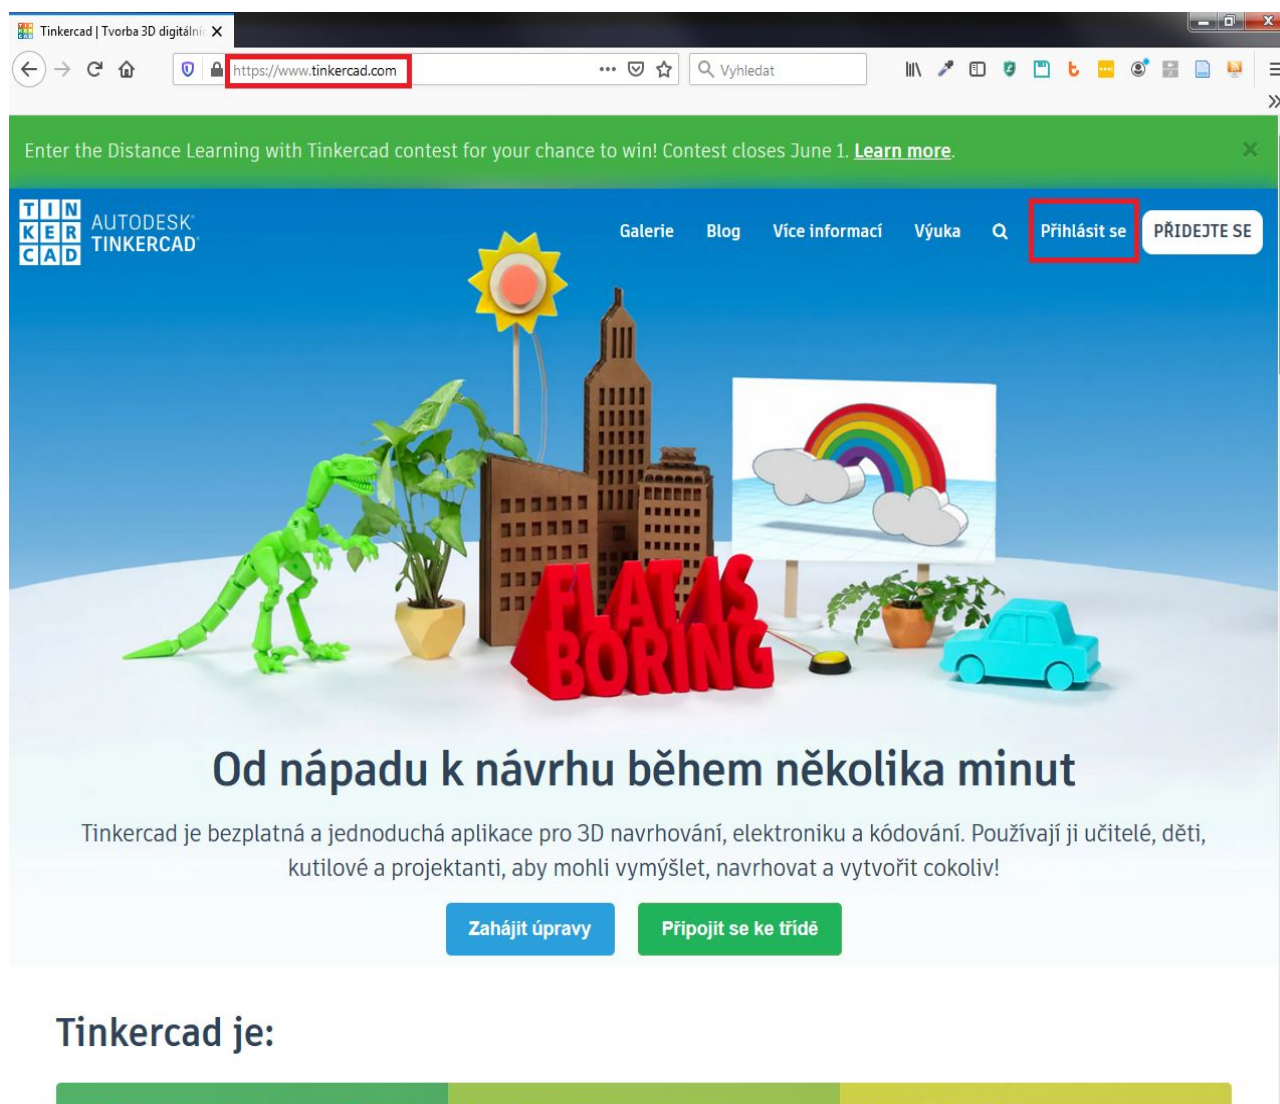 Tinkercad | Tvorba 3D digitální
https://www.tinkercad.com
Vyhledat
Enter the Distance Learning with Tinkercad contest for your chance to win! Contest closes June 1. Learn more.
TIN
KER
CAD
AUTODESK®
TINKERCAD®
Galerie
Blog
Více informací
Výuka
Přihlásit se
PŘIDEJTE SE
FLAT AS
BORING
Od nápadu k návrhu během několika minut
Tinkercad je bezplatná a jednoduchá aplikace pro 3D navrhování, elektroniku a kódování. Používají ji učitelé, děti,
kutilové a projektanti, aby mohli vymýšlet, navrhovat a vytvořit cokoliv!
Zahájit úpravy
Připojit se ke třídě
Tinkercad je: